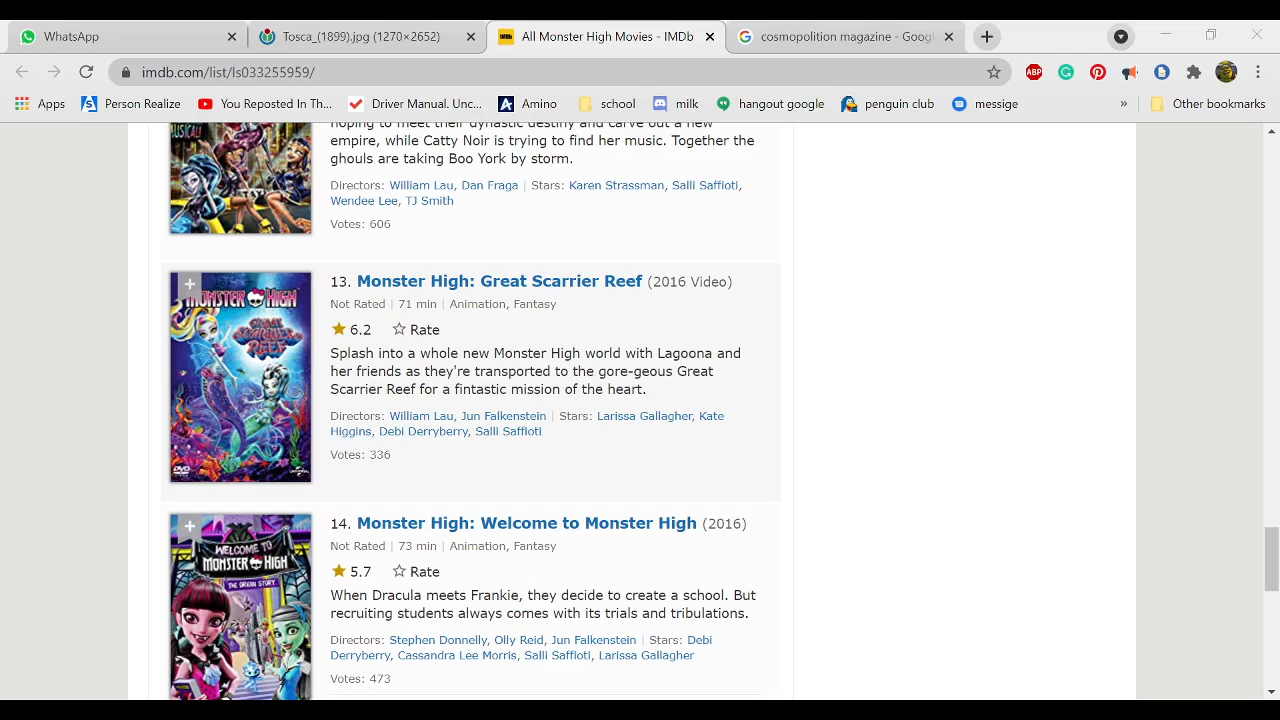 WhatsApp
Tosca_(1899).jpg (1270×2652)
IMDb
All Monster High Movies - IMDb
cosmopolition magazine - Googl
imdb.com/list/ls033255959/
ABP
Apps
Person Realize
You Reposted In Th...
Driver Manual. Unc...
Amino
school
milk
hangout google
penguin club
messige
»
Other bookmarks
MUSICAL!
hoping to meet their dynastic destiny and carve out a new
empire, while Catty Noir is trying to find her music. Together the
ghouls are taking Boo York by storm.
Directors: William Lau, Dan Fraga | Stars: Karen Strassman, Salli Saffioti,
Wendee Lee, TJ Smith
Votes: 606
MONSTER HIGH
GREAT
SCARRIER
REEF
DVD
UNIVERSAL
13. Monster High: Great Scarrier Reef (2016 Video)
Not Rated | 71 min | Animation, Fantasy
6.2 Rate
Splash into a whole new Monster High world with Lagoona and
her friends as they're transported to the gore-geous Great
Scarrier Reef for a fintastic mission of the heart.
Directors: William Lau, Jun Falkenstein | Stars: Larissa Gallagher, Kate
Higgins, Debi Derryberry, Salli Saffioti
Votes: 336
WELCOME TO
MONSTER HIGH
THE ORIGIN STORY
14. Monster High: Welcome to Monster High (2016)
Not Rated | 73 min | Animation, Fantasy
5.7 Rate
When Dracula meets Frankie, they decide to create a school. But
recruiting students always comes with its trials and tribulations.
Directors: Stephen Donnelly, Olly Reid, Jun Falkenstein | Stars: Debi
Derryberry, Cassandra Lee Morris, Salli Saffioti, Larissa Gallagher
Votes: 473